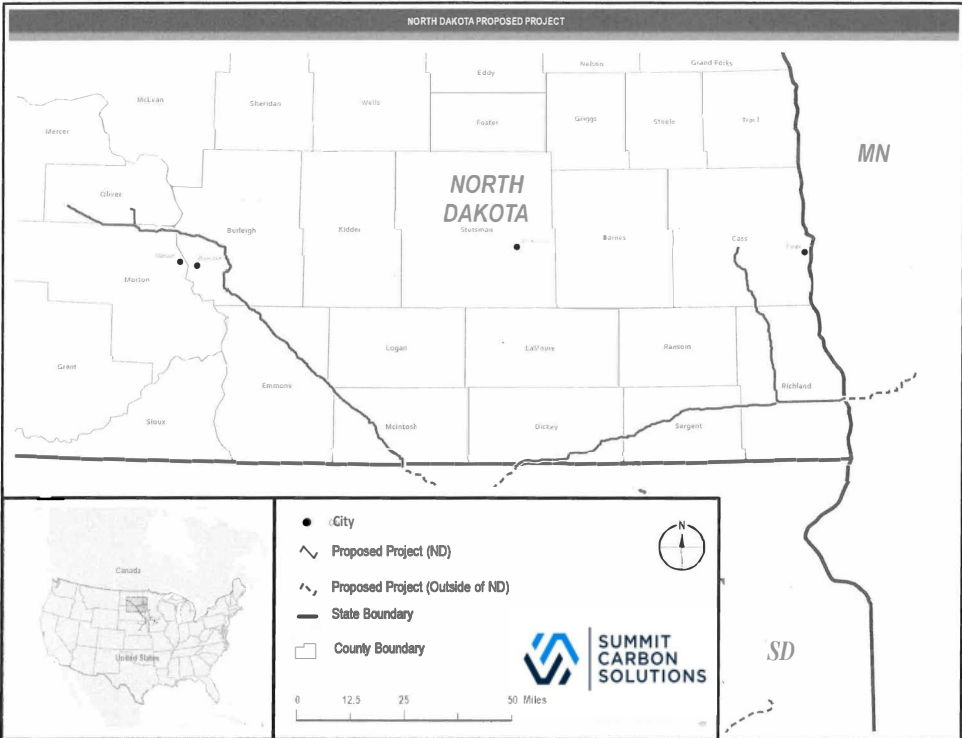 NORTH DAKOTA PROPOSED PROJECT
Nelson
Grand Forks
Eddy
McLean
Sheridan
Wells
Foster
Griggs
Steele
Mercer
MN
Oliver
NORTH
DAKOTA
Burleigh
Kidder
Stutsman
Barnes
Cass
Morton
Logan
LaMoure
Ransom
Grant
Emmons
Richland
Sioux
McIntosh
Dickey
Sargent
Canada
United States
City
Proposed Project (ND)
Proposed Project (Outside of ND)
State Boundary
County Boundary
N
SUMMIT
CARBON
SOLUTIONS
SD
0 12.5 25 50 Miles